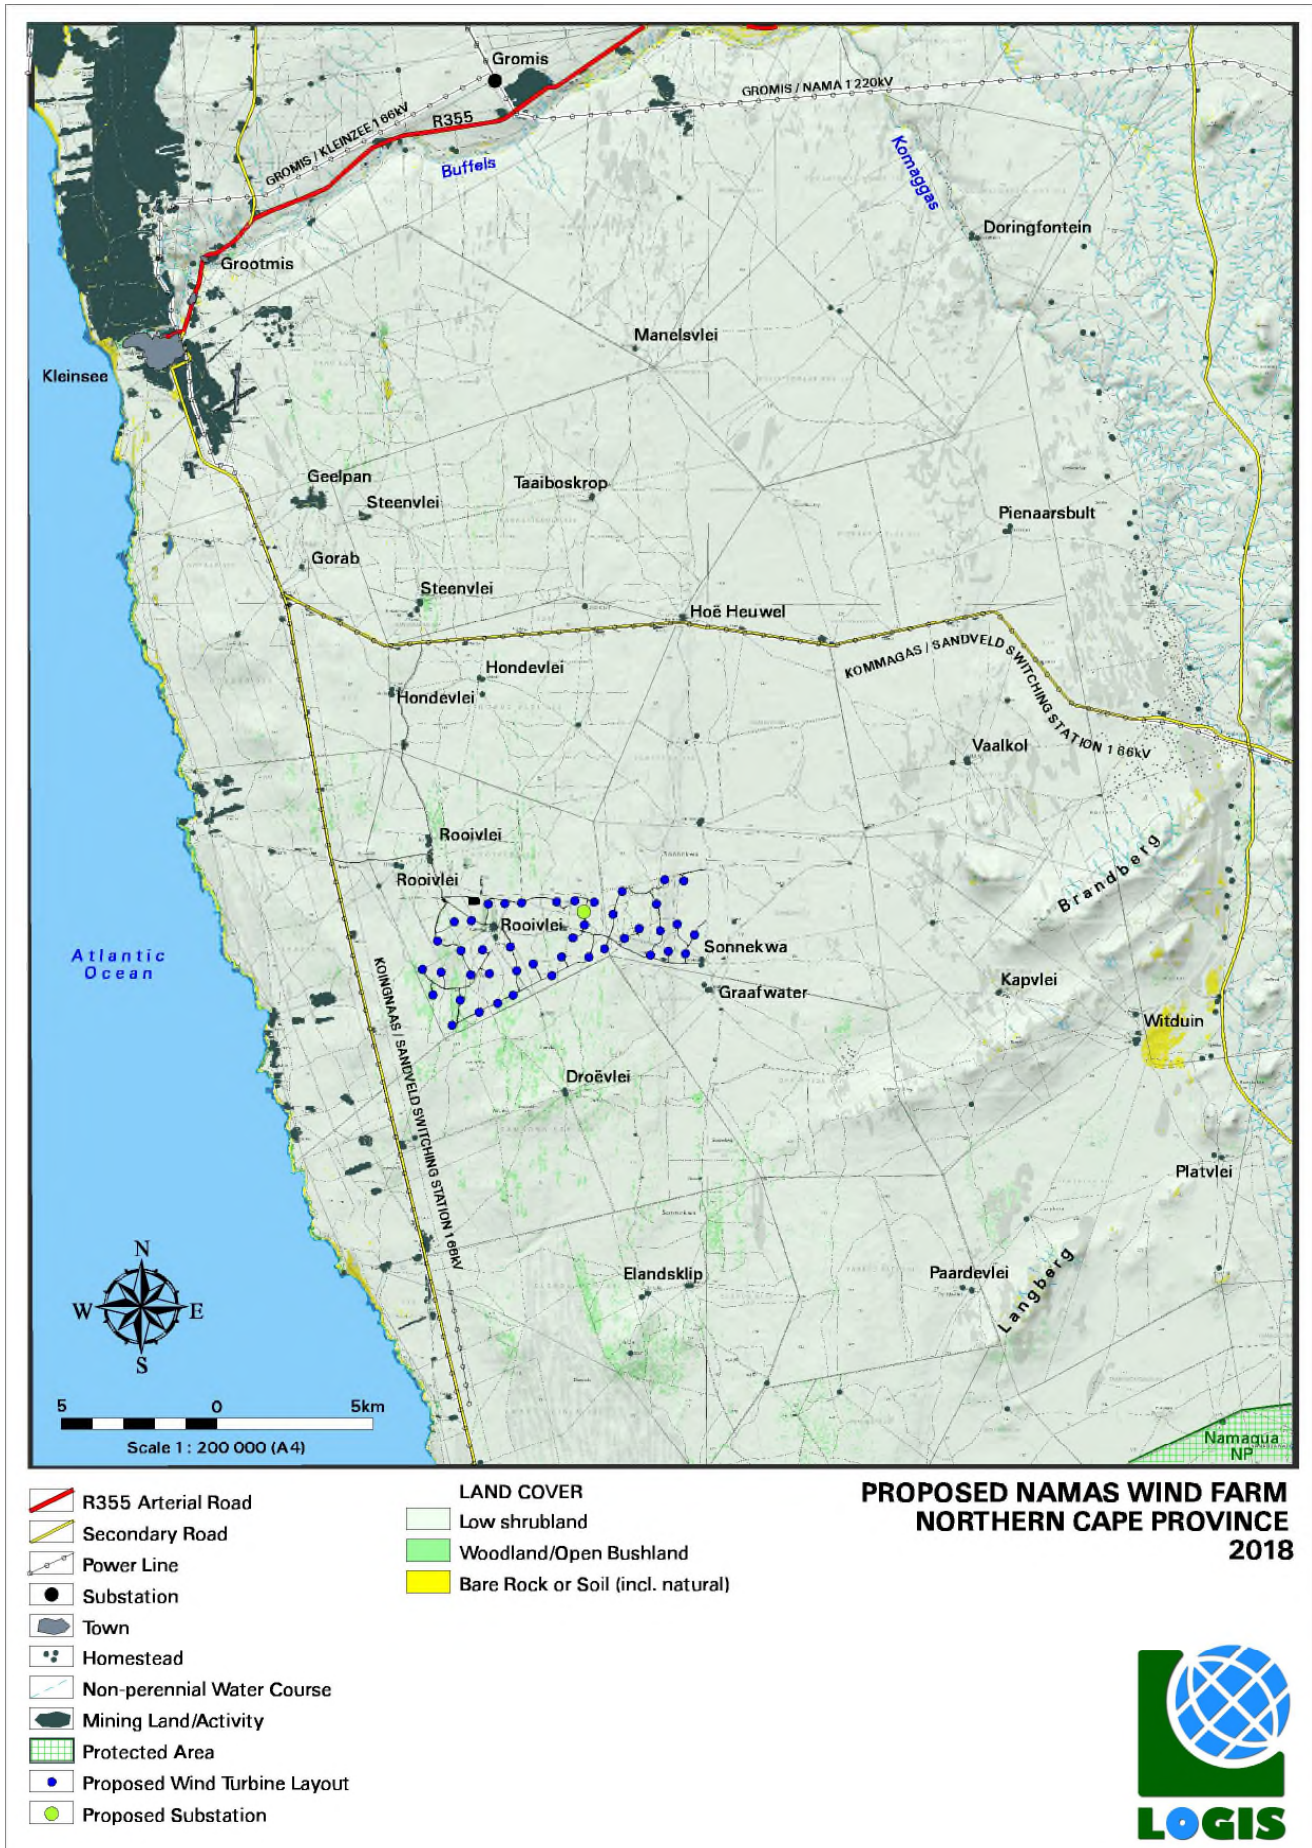 Gromis
GROMIS / NAMA 1 220kV
GROMIS / KLEINZEE 1 66kV
R355
Buffels
Komaggas
Doringfontein
Grootmis
Manelsvlei
Kleinsee
Geelpan
Steenvlei
Taaiboskrop
Pienaarsbult
Gorab
Steenvlei
Hoë Heuwel
KOMMAGAS / SANDVELD SWITCHING STATION 1 66kV
Hondevlei
Hondevlei
Vaalkol
Rooivlei
Rooivlei
Brandberg
Rooivlei
Sonnekwa
Atlantic
Ocean
KOINGNAAS / SANDVELD SWITCHING STATION 1 66kV
Graafwater
Kapvlei
Witduin
Droëvlei
Platvlei
Elandsklip
Paardevlei
Langberg
N
W E
S
5 0 5km
Scale 1 : 200 000 (A4)
Namaqua
NP
R355 Arterial Road
Secondary Road
Power Line
Substation
Town
Homestead
Non-perennial Water Course
Mining Land/Activity
Protected Area
Proposed Wind Turbine Layout
Proposed Substation
LAND COVER
Low shrubland
Woodland/Open Bushland
Bare Rock or Soil (incl. natural)
PROPOSED NAMAS WIND FARM
NORTHERN CAPE PROVINCE
2018
LOGIS